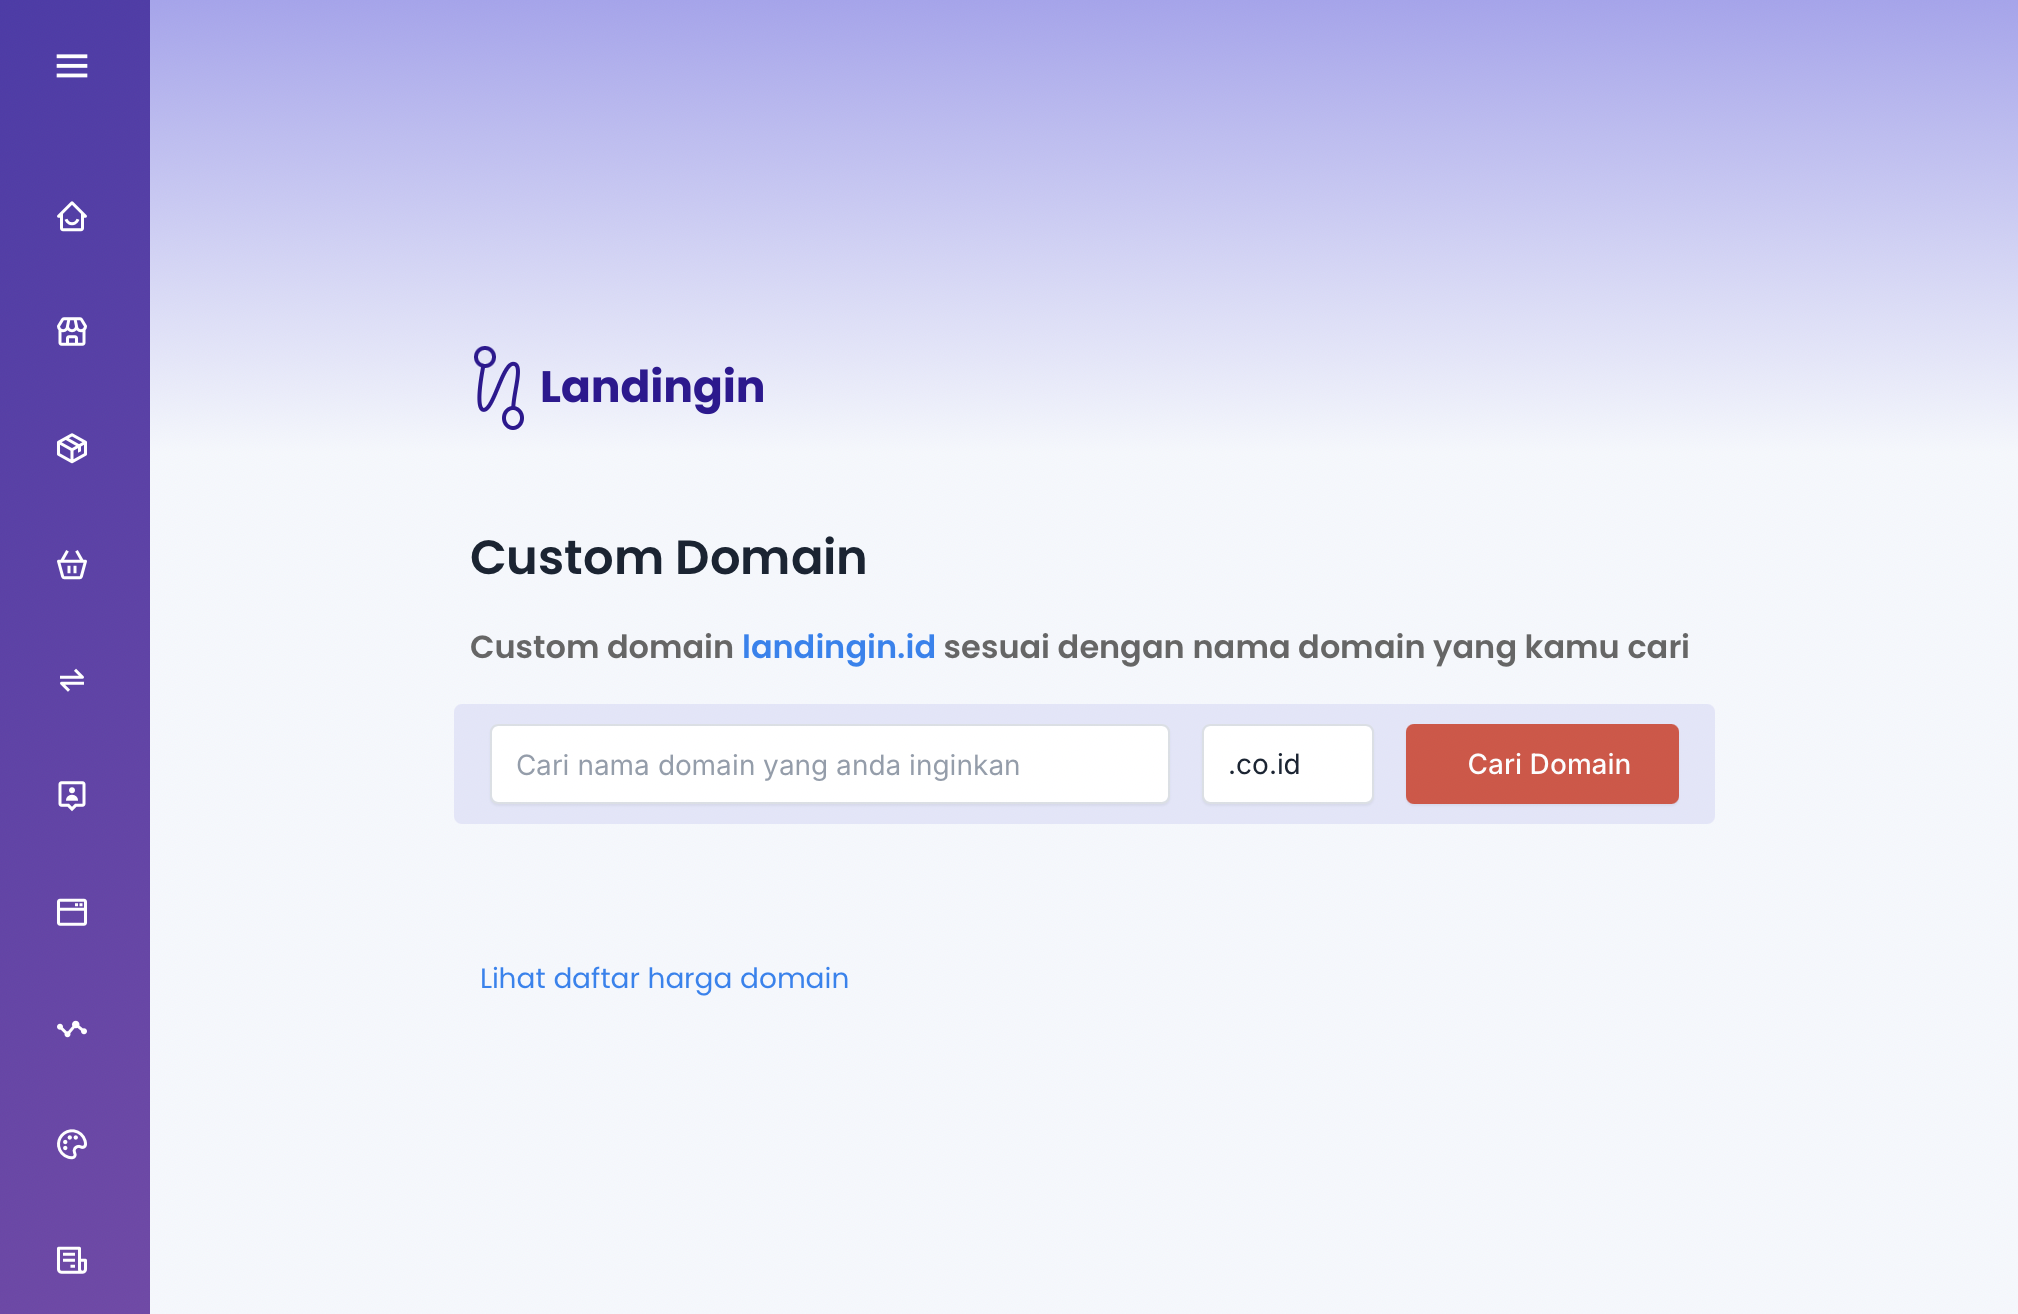 Landingin
Custom Domain
Custom domain landingin.id sesuai dengan nama domain yang kamu cari
Cari nama domain yang anda inginkan
.co.id
Cari Domain
Lihat daftar harga domain